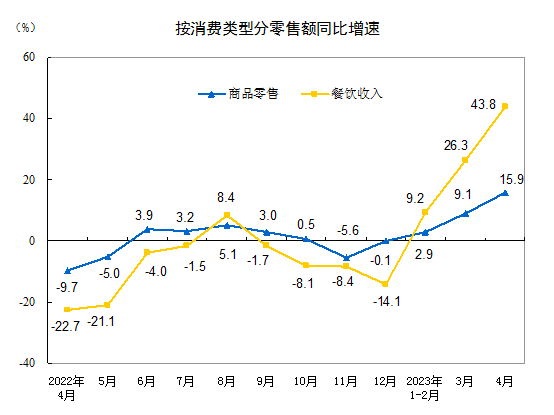 按消费类型分零售额同比增速
(%)
商品零售 餐饮收入
60
40
20
0
-20
-40
-9.7 -5.0 3.9 3.2 5.1 3.0 0.5 -5.6 -0.1 2.9 9.1 15.9
-22.7 -21.1 -4.0 -1.5 8.4 -1.7 -8.1 -8.4 -14.1 9.2 26.3 43.8
2022年 5月 6月 7月 8月 9月 10月 11月 12月 2023年 3月 4月
4月 1-2月